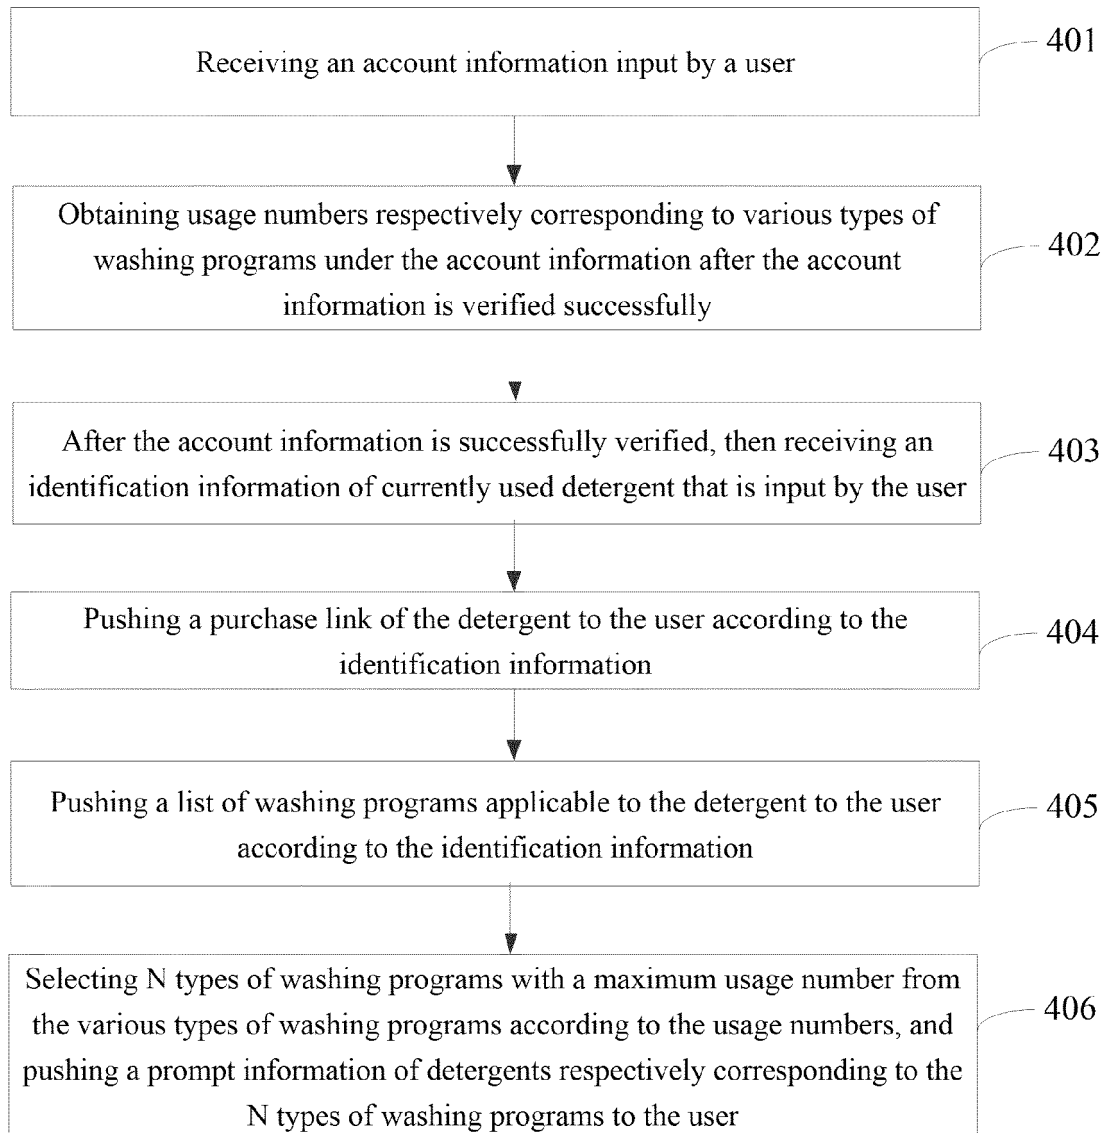 Receiving an account information input by a user
401
Obtaining usage numbers respectively corresponding to various types of
washing programs under the account information after the account
information is verified successfully
402
After the account information is successfully verified, then receiving an
identification information of currently used detergent that is input by the user
403
Pushing a purchase link of the detergent to the user according to the
identification information
404
Pushing a list of washing programs applicable to the detergent to the user
according to the identification information
405
Selecting N types of washing programs with a maximum usage number from
the various types of washing programs according to the usage numbers, and
pushing a prompt information of detergents respectively corresponding to the
N types of washing programs to the user
406